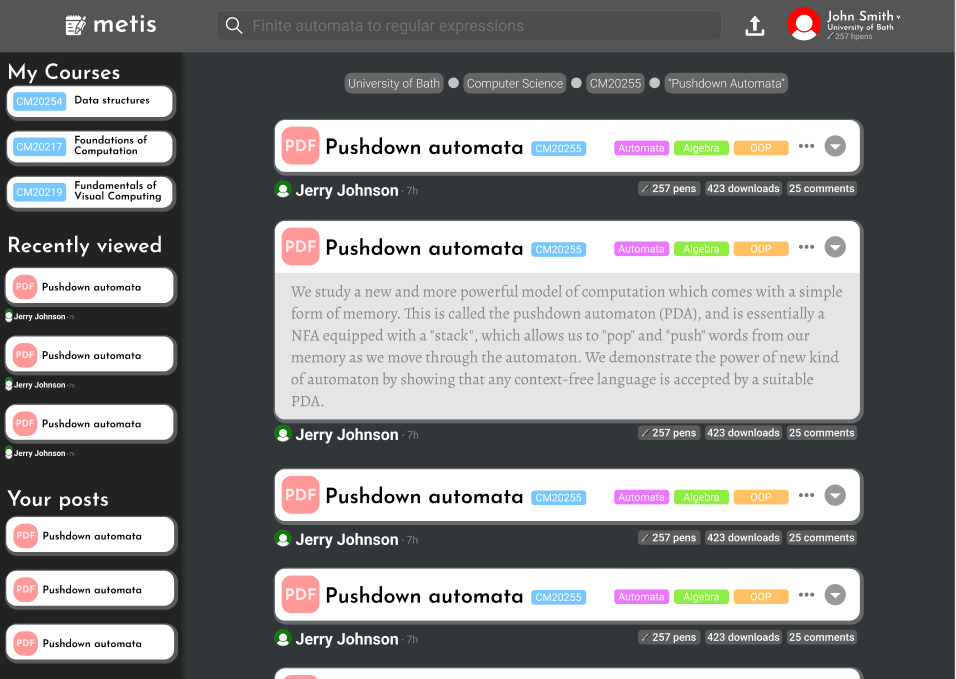 metis
Finite automata to regular expressions
John Smith
University of Bath
257 hpens
My Courses
CM20254 Data structures
CM20217 Foundations of
Computation
CM20219 Fundamentals of
Visual Computing
Recently viewed
PDF Pushdown automata
Jerry Johnson · 7h
PDF Pushdown automata
Jerry Johnson · 7h
PDF Pushdown automata
Jerry Johnson · 7h
Your posts
PDF Pushdown automata
PDF Pushdown automata
PDF Pushdown automata
University of Bath Computer Science CM20255 "Pushdown Automata"
PDF Pushdown automata CM20255 Automata Algebra OOP
Jerry Johnson · 7h 257 pens 423 downloads 25 comments
PDF Pushdown automata CM20255 Automata Algebra OOP
We study a new and more powerful model of computation which comes with a simple
form of memory. This is called the pushdown automaton (PDA), and is essentially a
NFA equipped with a "stack", which allows us to "pop" and "push" words from our
memory as we move through the automaton. We demonstrate the power of new kind
of automaton by showing that any context-free language is accepted by a suitable
PDA.
Jerry Johnson · 7h 257 pens 423 downloads 25 comments
PDF Pushdown automata CM20255 Automata Algebra OOP
Jerry Johnson · 7h 257 pens 423 downloads 25 comments
PDF Pushdown automata CM20255 Automata Algebra OOP
Jerry Johnson · 7h 257 pens 423 downloads 25 comments